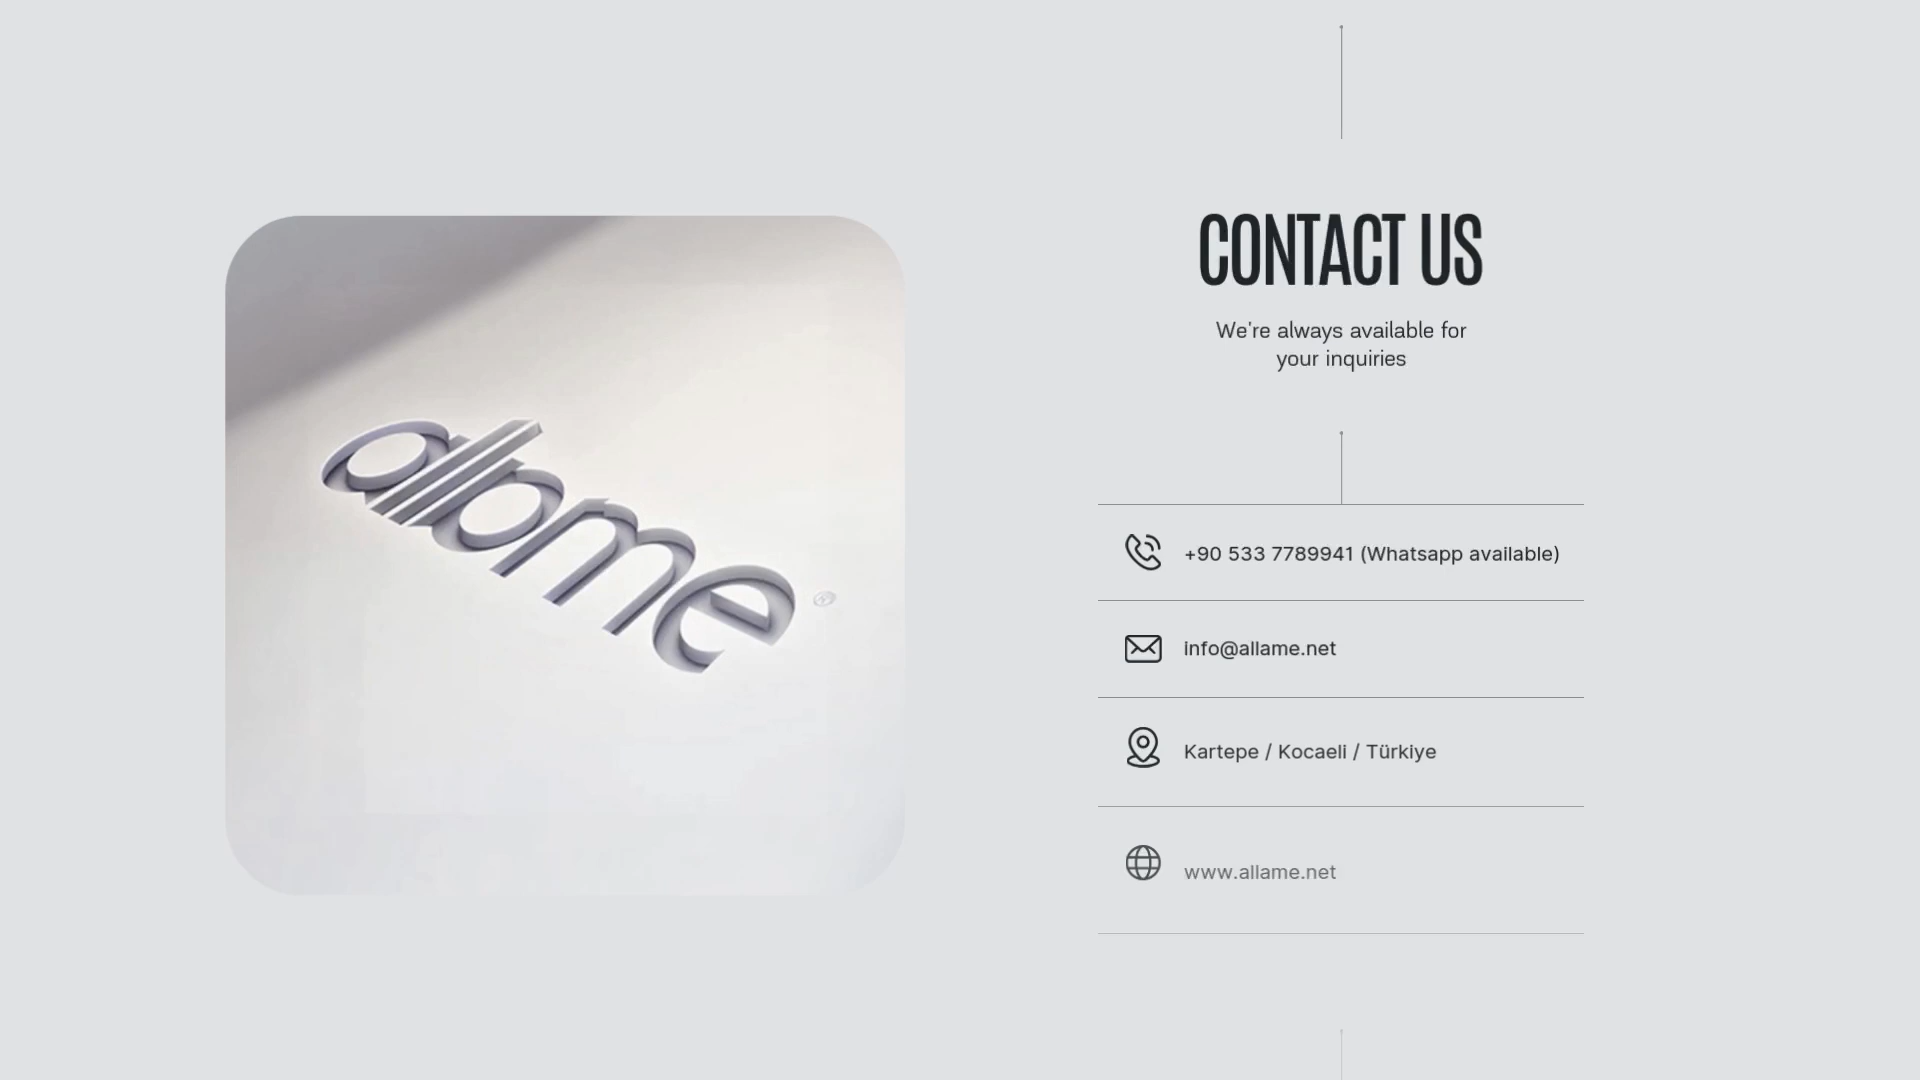 allame
CONTACT US
We're always available for
your inquiries
+90 533 7789941 (Whatsapp available)
info@allame.net
Kartepe / Kocaeli / Türkiye
www.allame.net